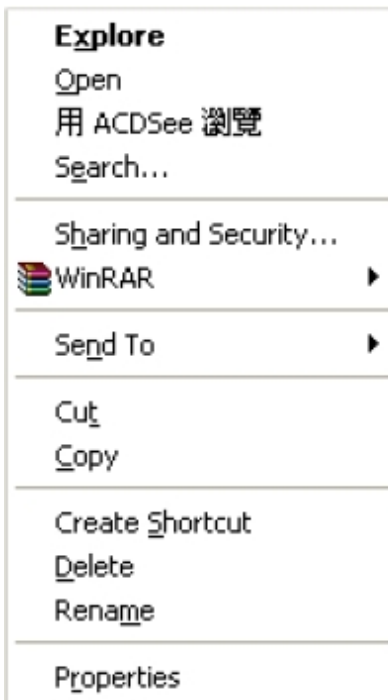 Explore
Open
用 ACDSee 瀏覽
Search...
Sharing and Security...
WinRAR
Send To
Cut
Copy
Create Shortcut
Delete
Rename
Properties